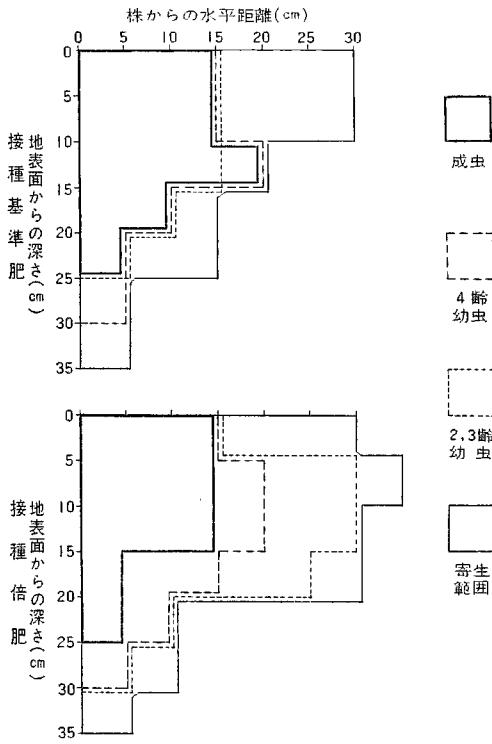 株からの水平距離(cm)
0 5 10 15 20 25 30
0
5
10
15
20
25
30
35
地表面からの深さ(cm)
接種基準肥
成虫
4齢
幼虫
2,3齢
幼虫
寄生
範囲
0
5
10
15
20
25
30
35
地表面からの深さ(cm)
接種倍肥